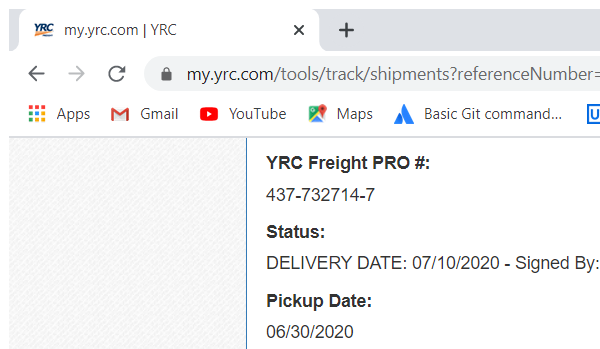 YRC my.yrc.com | YRC
my.yrc.com/tools/track/shipments?referenceNumber=
Apps Gmail YouTube Maps Basic Git command... U
YRC Freight PRO #:
437-732714-7
Status:
DELIVERY DATE: 07/10/2020 - Signed By:
Pickup Date:
06/30/2020